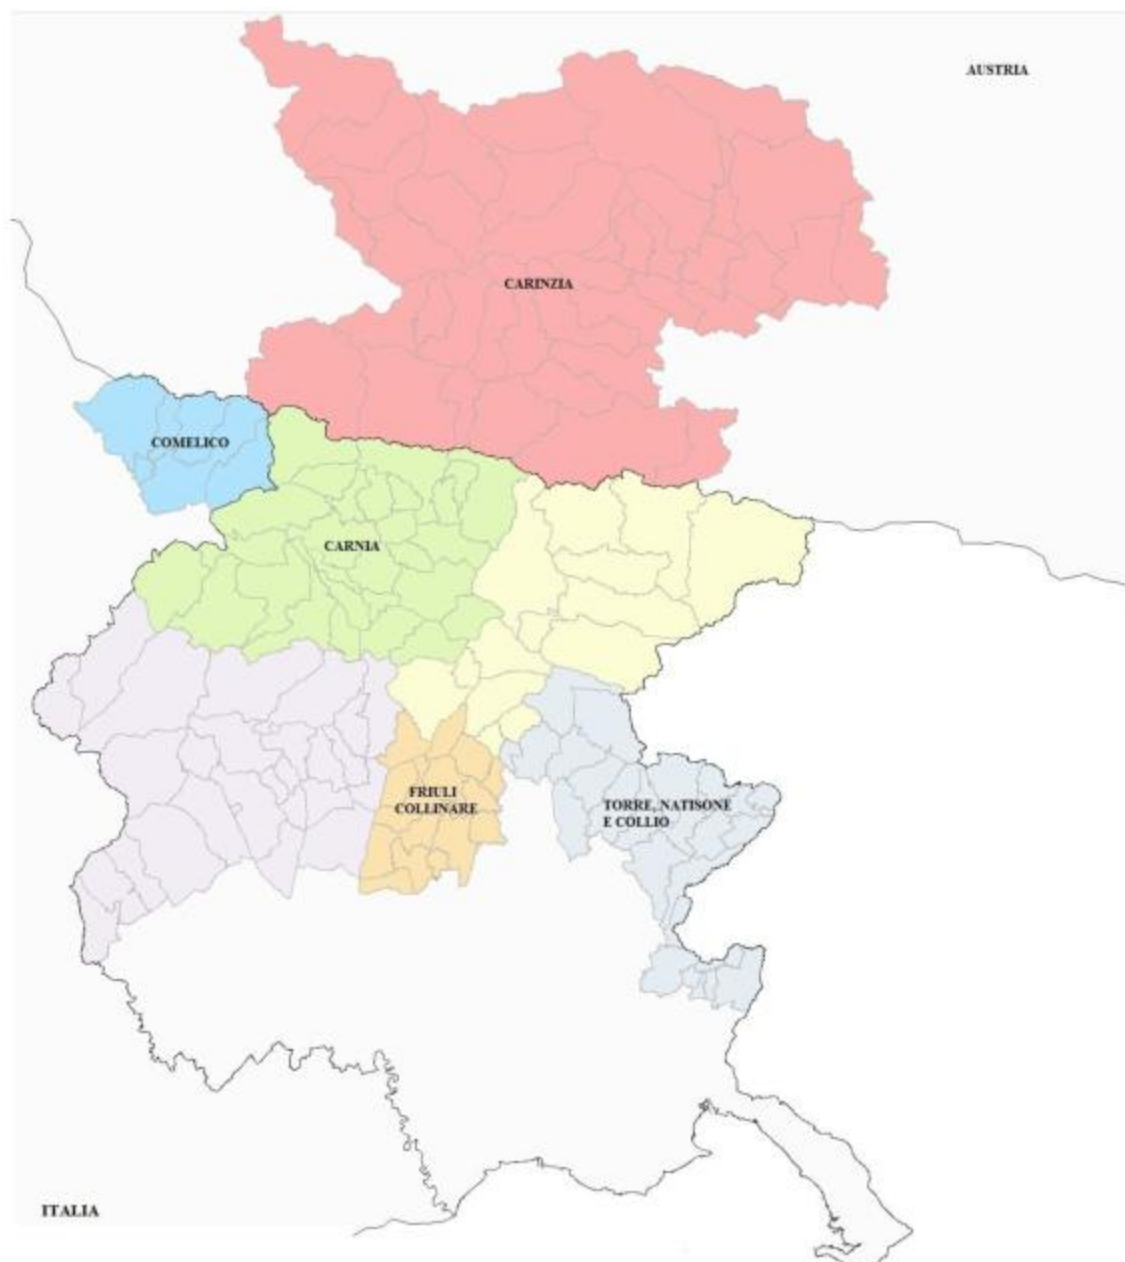 AUSTRIA
CARINZIA
COMELICO
CARNIA
FRIULI
COLLINARE
TORRE, NATISONE
E COLLIO
ITALIA